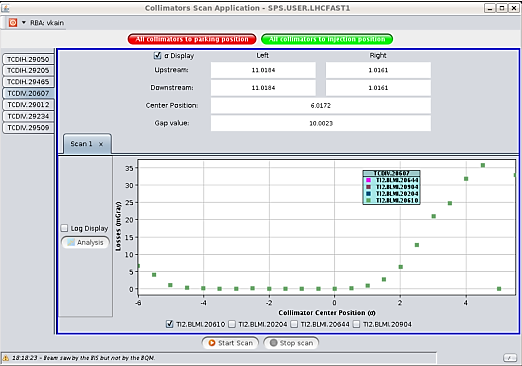 Collimators Scan Application - SPS.USER.LHCFAST1
RBA: vkain
All collimators to parking position All collimators to injection position
TCDIH.29050
TCDIH.29205
TCDIH.29465
TCDIV.20607
TCDIV.29012
TCDIV.29234
TCDIV.29509
σ Display Left Right
Upstream: 11.0184 1.0161
Downstream: 11.0184 1.0161
Center Position: 6.0172
Gap value: 10.0023
Scan 1 x
Log Display
Analysis
Losses (mGray)
35
30
25
20
15
10
5
0
-6 -4 -2 0 2 4
Collimator Center Position (σ)
TCDIV.20607
TI2.BLMI.20644
TI2.BLMI.20904
TI2.BLMI.20204
TI2.BLMI.20610
TI2.BLMI.20610 TI2.BLMI.20204 TI2.BLMI.20644 TI2.BLMI.20904
Start Scan Stop scan
18:18:23 - Beam saw by the BIS but not by the BQM.